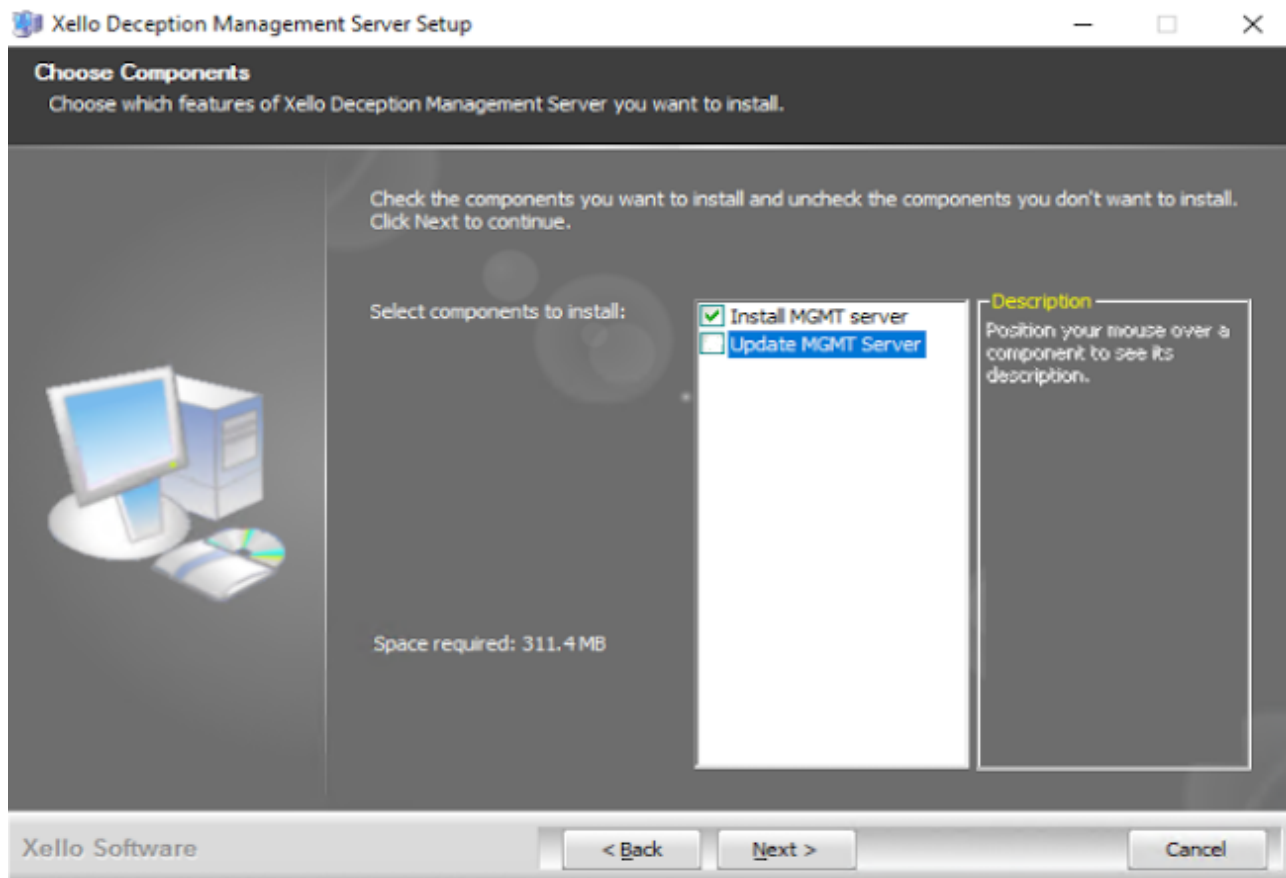 Xello Deception Management Server Setup
Choose Components
Choose which features of Xello Deception Management Server you want to install.
Check the components you want to install and uncheck the components you don't want to install.
Click Next to continue.
Select components to install:
Install MGMT server
Update MGMT Server
Description
Position your mouse over a
component to see its
description.
Space required: 311.4 MB
Xello Software
< Back
Next >
Cancel